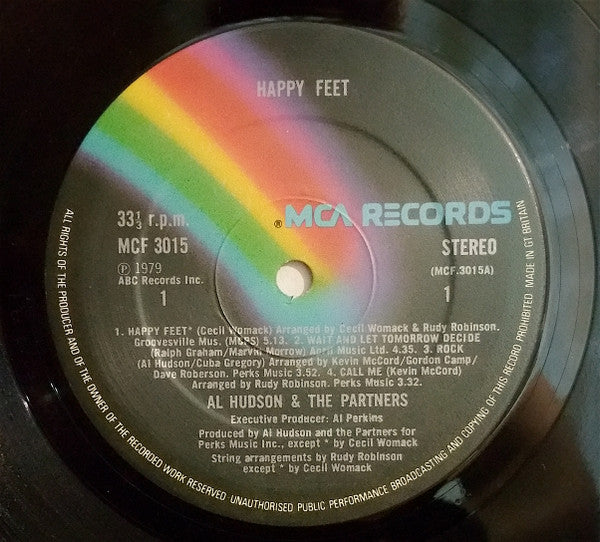 HAPPY FEET
® MCA RECORDS
33⅓ r.p.m.
MCF 3015
℗ 1979
ABC Records Inc.
1
STEREO
(MCF.3015A)
1
1. HAPPY FEET* (Cecil Womack) Arranged by Cecil Womack & Rudy Robinson.
Groovesville Mus. (MCPS) 5.13. 2. WAIT AND LET TOMORROW DECIDE
(Ralph Graham/Marvin Morrow) April Music Ltd. 4.35. 3. ROCK
(Al Hudson/Cuba Gregory) Arranged by Kevin McCord/Gordon Camp/
Dave Roberson. Perks Music 3.52. 4. CALL ME (Kevin McCord)
Arranged by Rudy Robinson. Perks Music 3.32.
AL HUDSON & THE PARTNERS
Executive Producer: Al Perkins
Produced by Al Hudson and the Partners for
Perks Music Inc., except * by Cecil Womack
String arrangements by Rudy Robinson
except * by Cecil Womack
ALL RIGHTS OF THE PRODUCER AND OF THE OWNER OF THE RECORDED WORK RESERVED UNAUTHORISED PUBLIC PERFORMANCE BROADCASTING AND COPYING OF THIS RECORD PROHIBITED MADE IN GT BRITAIN